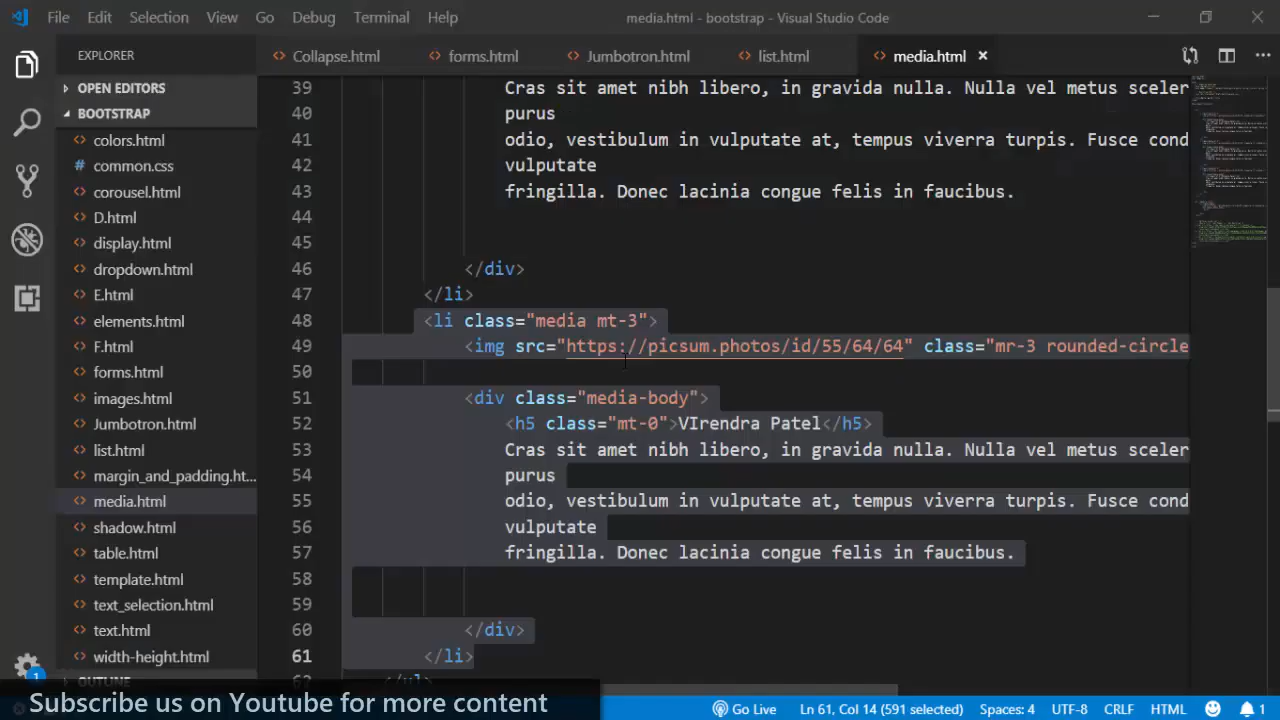 File Edit Selection View Go Debug Terminal Help media.html - bootstrap - Visual Studio Code
EXPLORER
Collapse.html forms.html Jumbotron.html list.html media.html
OPEN EDITORS
BOOTSTRAP
colors.html
common.css
corousel.html
D.html
display.html
dropdown.html
E.html
elements.html
F.html
forms.html
images.html
Jumbotron.html
list.html
margin_and_padding.ht...
media.html
shadow.html
table.html
template.html
text_selection.html
text.html
width-height.html
39 Cras sit amet nibh libero, in gravida nulla. Nulla vel metus sceler
40 purus
41 odio, vestibulum in vulputate at, tempus viverra turpis. Fusce cond
42 vulputate
43 fringilla. Donec lacinia congue felis in faucibus.
44
45
46 </div>
47 </li>
48 <li class="media mt-3">
49 <img src="https://picsum.photos/id/55/64/64" class="mr-3 rounded-circle
50
51 <div class="media-body">
52 <h5 class="mt-0">VIrendra Patel</h5>
53 Cras sit amet nibh libero, in gravida nulla. Nulla vel metus sceler
54 purus
55 odio, vestibulum in vulputate at, tempus viverra turpis. Fusce cond
56 vulputate
57 fringilla. Donec lacinia congue felis in faucibus.
58
59
60 </div>
61 </li>
1
Subscribe us on Youtube for more content
Go Live Ln 61, Col 14 (591 selected) Spaces: 4 UTF-8 CRLF HTML 1